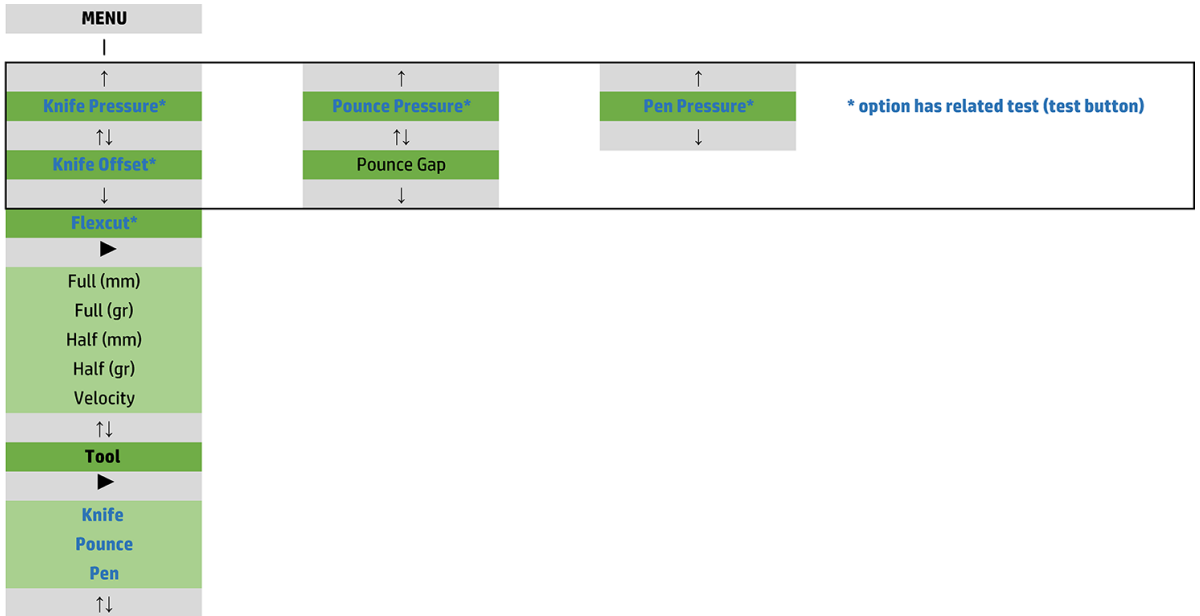 MENU
↑ ↑ ↑
Knife Pressure* Pounce Pressure* Pen Pressure* * option has related test (test button)
↑↓ ↑↓ ↓
Knife Offset* Pounce Gap
↓ ↓
Flexcut*
►
Full (mm)
Full (gr)
Half (mm)
Half (gr)
Velocity
↑↓
Tool
►
Knife
Pounce
Pen
↑↓